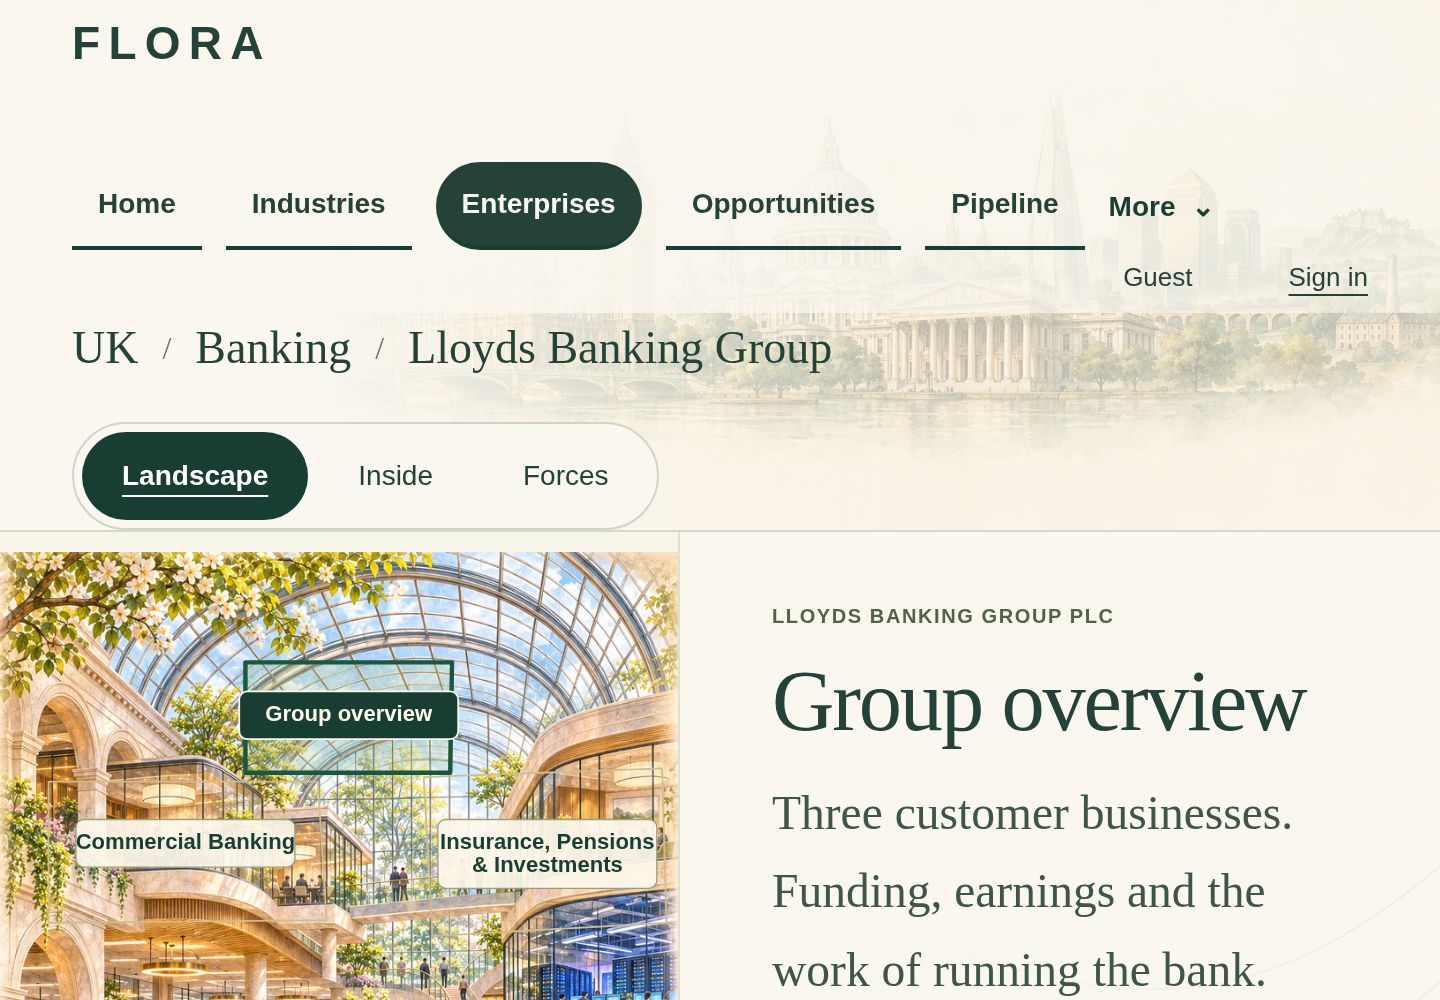 FLORA
Home
Industries
Enterprises
Opportunities
Pipeline
More
Guest
Sign in
UK / Banking / Lloyds Banking Group
Landscape
Inside
Forces
Group overview
Commercial Banking
Insurance, Pensions
& Investments
LLOYDS BANKING GROUP PLC
Group overview
Three customer businesses.
Funding, earnings and the
work of running the bank.